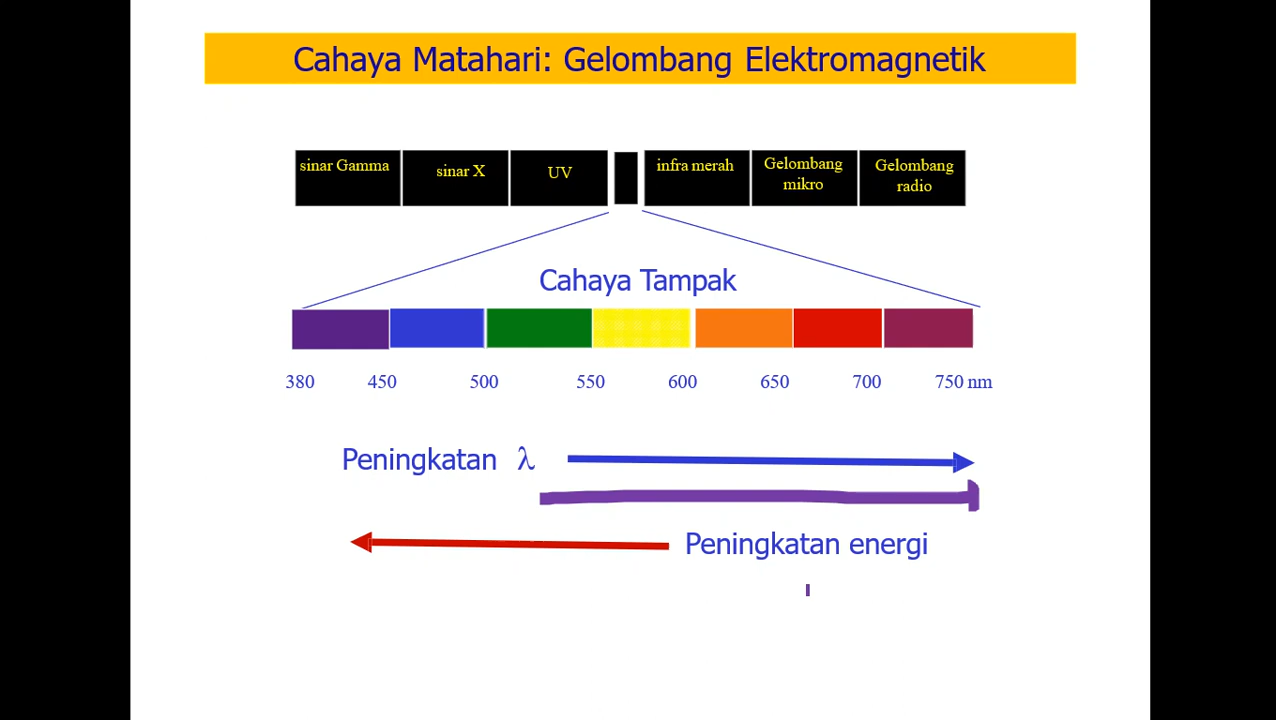 Cahaya Matahari: Gelombang Elektromagnetik
sinar Gamma
sinar X
UV
infra merah
Gelombang
mikro
Gelombang
radio
Cahaya Tampak
380 450 500 550 600 650 700 750 nm
Peningkatan λ
Peningkatan energi